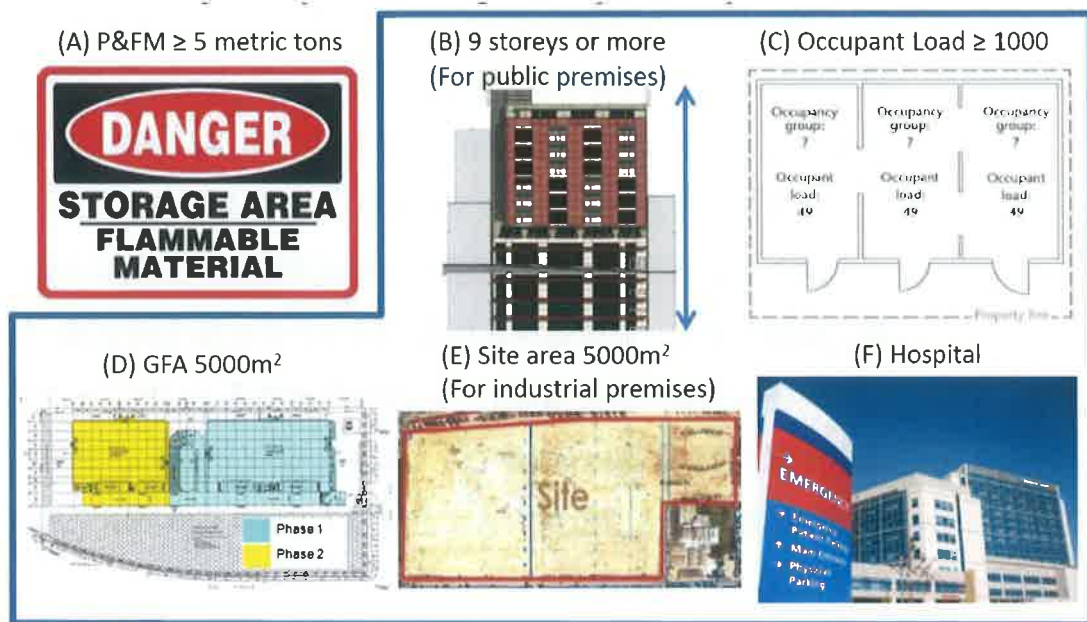 (A) P&FM ≥ 5 metric tons
DANGER
STORAGE AREA
FLAMMABLE
MATERIAL
(B) 9 storeys or more
(For public premises)
(C) Occupant Load ≥ 1000
Occupancy group: ?
Occupancy group: ?
Occupancy group: ?
Occupant load: 49
Occupant load: 49
Occupant load: 49
Property line
(D) GFA 5000m²
Phase 1
Phase 2
(E) Site area 5000m²
(For industrial premises)
Site
(F) Hospital
EMERGENCY
Parking